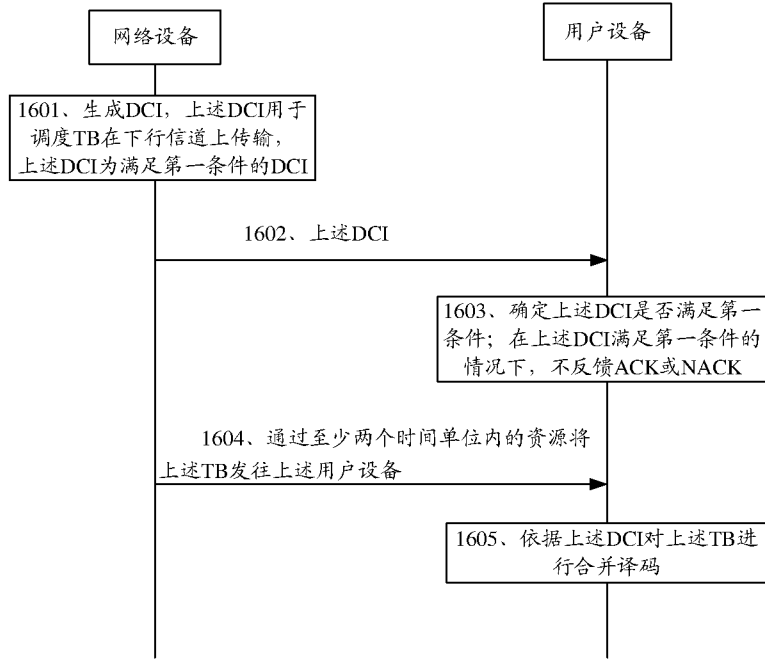 网络设备
用户设备
1601、生成DCI，上述DCI用于
调度TB在下行信道上传输，
上述DCI为满足第一条件的DCI
1602、上述DCI
1603、确定上述DCI是否满足第一
条件；在上述DCI满足第一条件的
情况下，不反馈ACK或NACK
1604、通过至少两个时间单位内的资源将
上述TB发往上述用户设备
1605、依据上述DCI对上述TB进
行合并译码